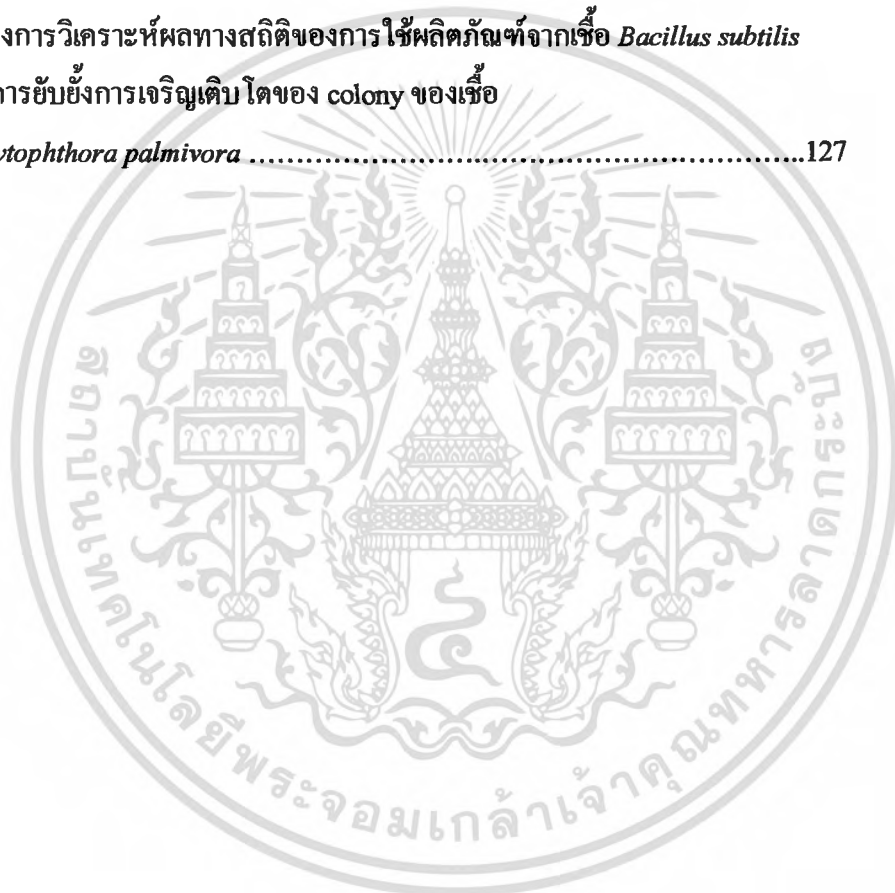 งการวิเคราะห์ผลทางสถิติของการใช้ผลิตภัณฑ์จากเชื้อ Bacillus subtilis
การยับยั้งการเจริญเติบโตของ colony ของเชื้อ
ytophthora palmivora ................................................................127
สถาบันเทคโนโลยีพระจอมเกล้าเจ้าคุณทหารลาดกระบัง